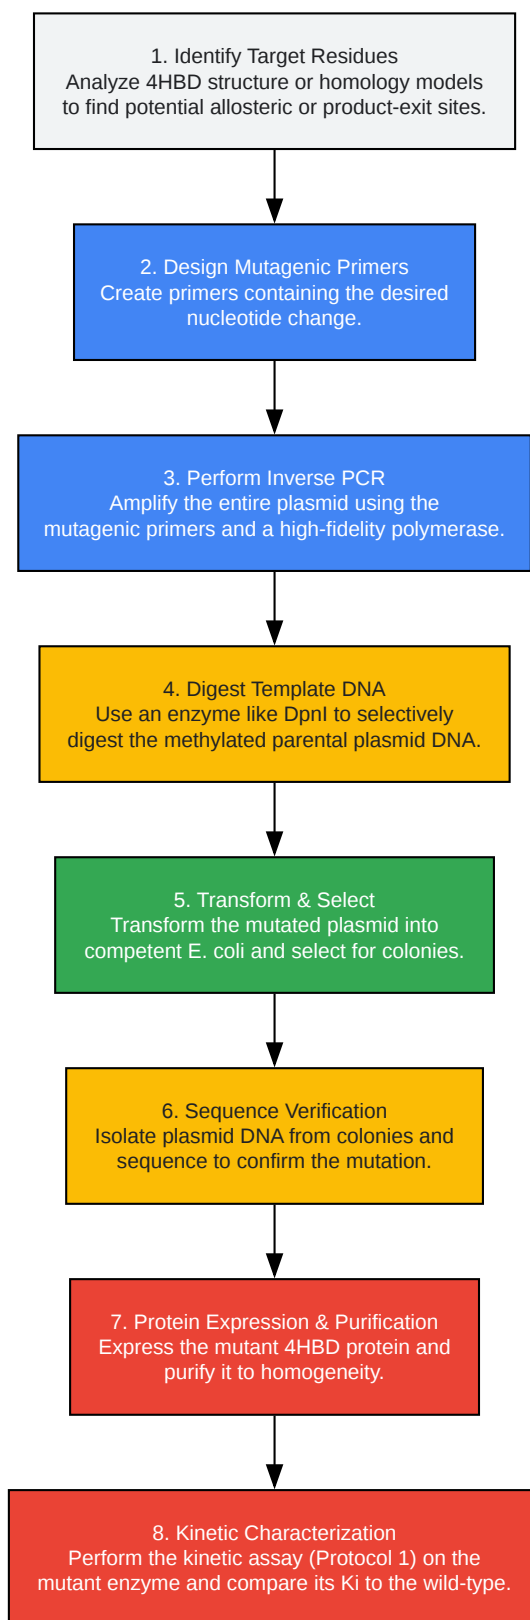 1. Identify Target Residues
Analyze 4HBD structure or homology models
to find potential allosteric or product-exit sites.
2. Design Mutagenic Primers
Create primers containing the desired
nucleotide change.
3. Perform Inverse PCR
Amplify the entire plasmid using the
mutagenic primers and a high-fidelity polymerase.
4. Digest Template DNA
Use an enzyme like DpnI to selectively
digest the methylated parental plasmid DNA.
5. Transform & Select
Transform the mutated plasmid into
competent E. coli and select for colonies.
6. Sequence Verification
Isolate plasmid DNA from colonies and
sequence to confirm the mutation.
7. Protein Expression & Purification
Express the mutant 4HBD protein and
purify it to homogeneity.
8. Kinetic Characterization
Perform the kinetic assay (Protocol 1) on the
mutant enzyme and compare its Ki to the wild-type.